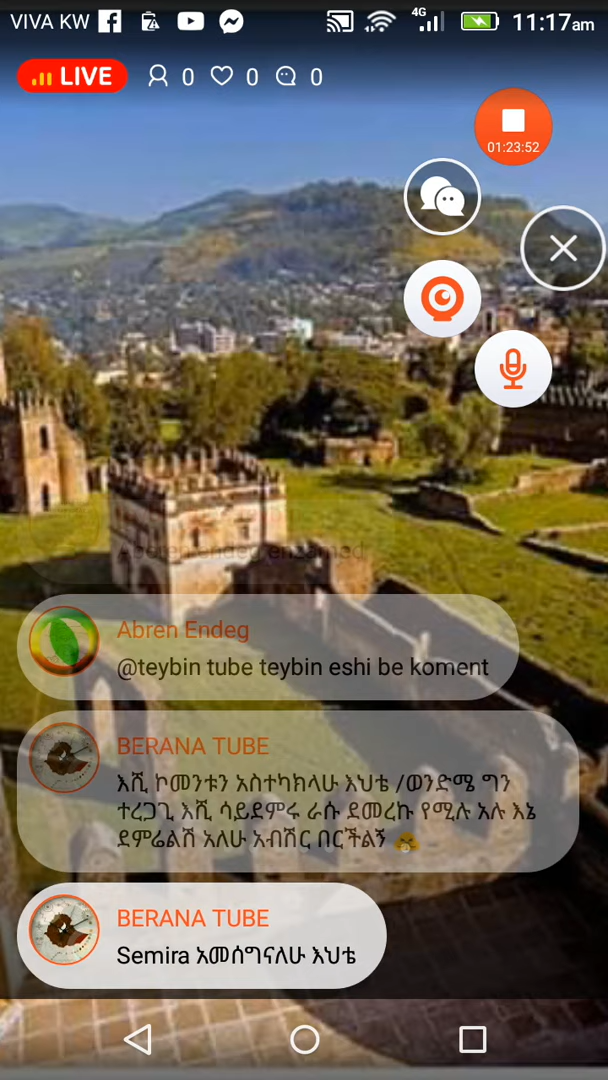 VIVA KW
4G
11:17am
LIVE 0 0 0
01:23:52
Abren Endeg
@teybin tube teybin eshi be koment
BERANA TUBE
እሺ ኮመንቱን አስተካክላሁ እህቴ /ወንድሜ ግን
ተረጋጊ እሺ ሳይደምሩ ራሱ ደመረኩ የሚሉ አሉ እኔ
ደምሬልሽ አለሁ አብሽር በርችልኝ
BERANA TUBE
Semira አመሰግናለሁ እህቴ